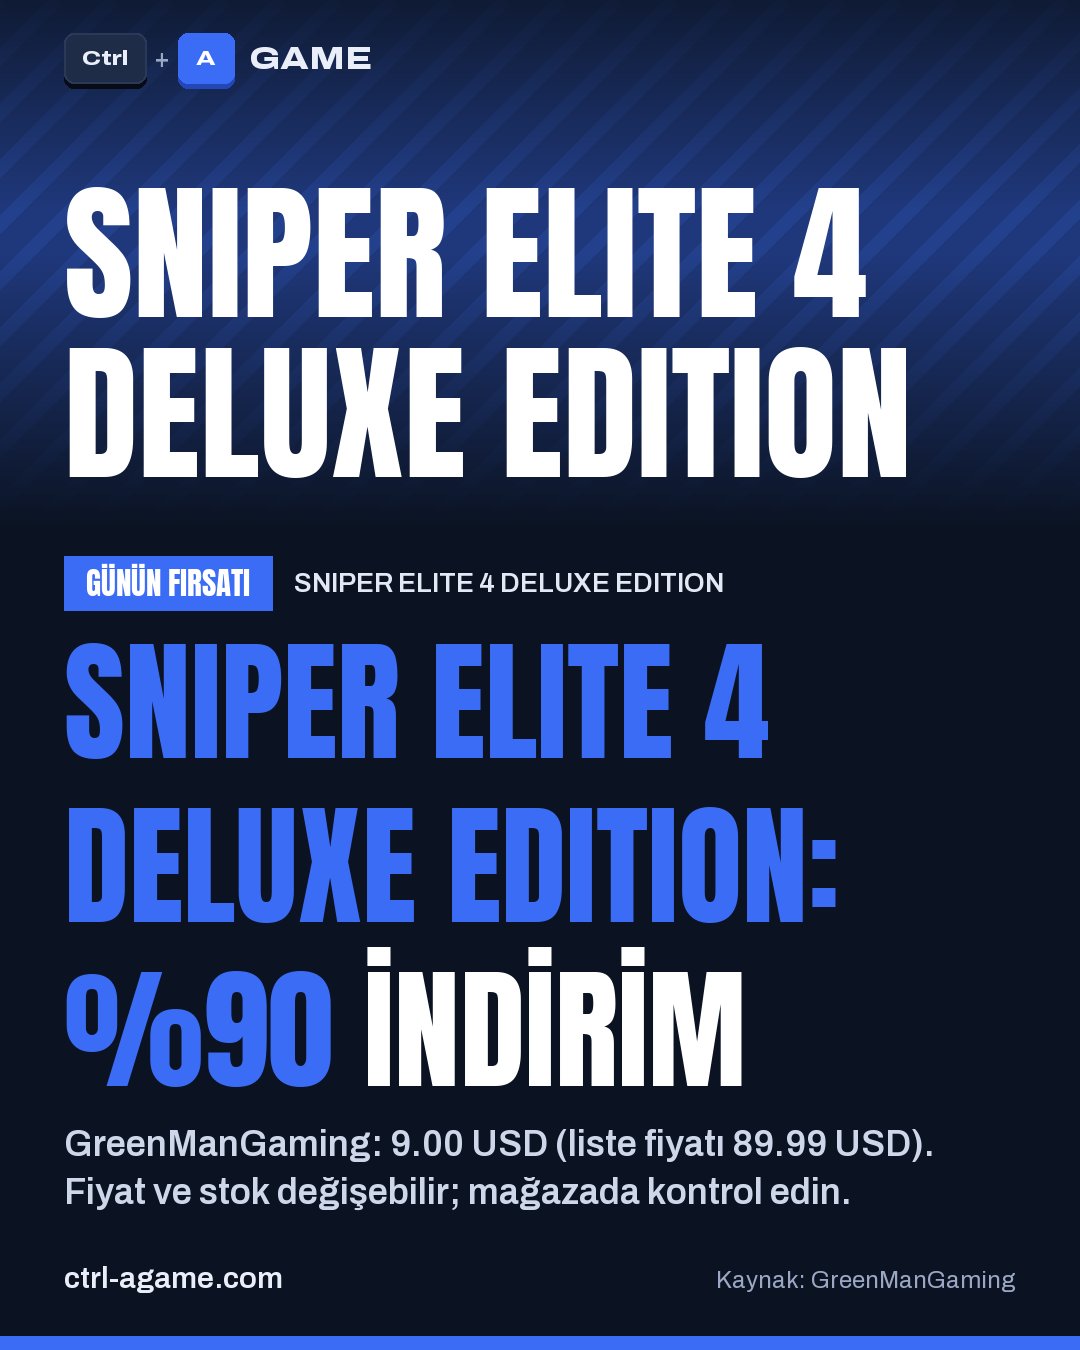 Ctrl + A GAME
SNIPER ELITE 4
DELUXE EDITION
GÜNÜN FIRSATI SNIPER ELITE 4 DELUXE EDITION
SNIPER ELITE 4
DELUXE EDITION:
%90 İNDİRİM
GreenManGaming: 9.00 USD (liste fiyatı 89.99 USD).
Fiyat ve stok değişebilir; mağazada kontrol edin.
ctrl-agame.com Kaynak: GreenManGaming